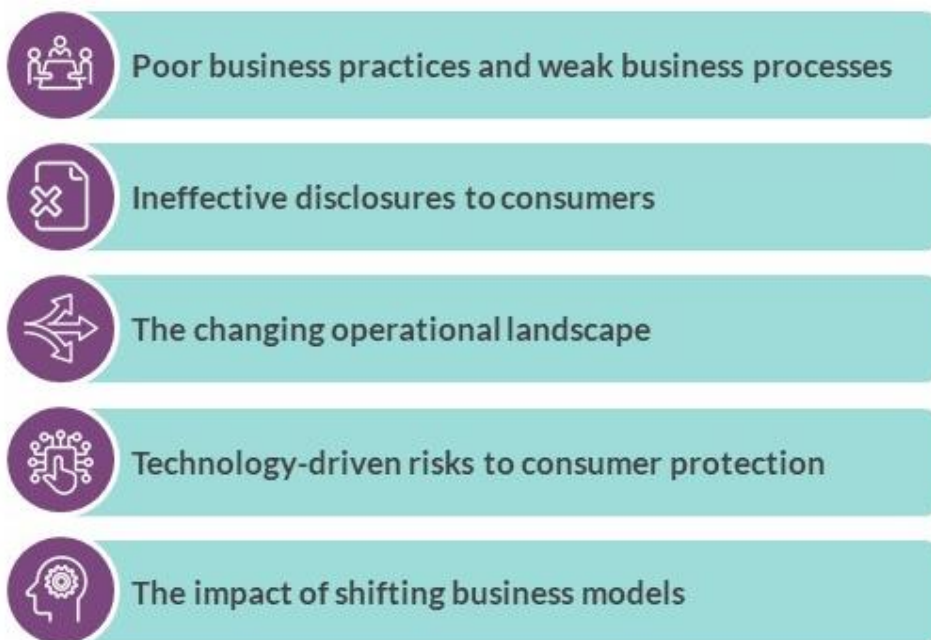 Poor business practices and weak business processes
Ineffective disclosures to consumers
The changing operational landscape
Technology-driven risks to consumer protection
The impact of shifting business models